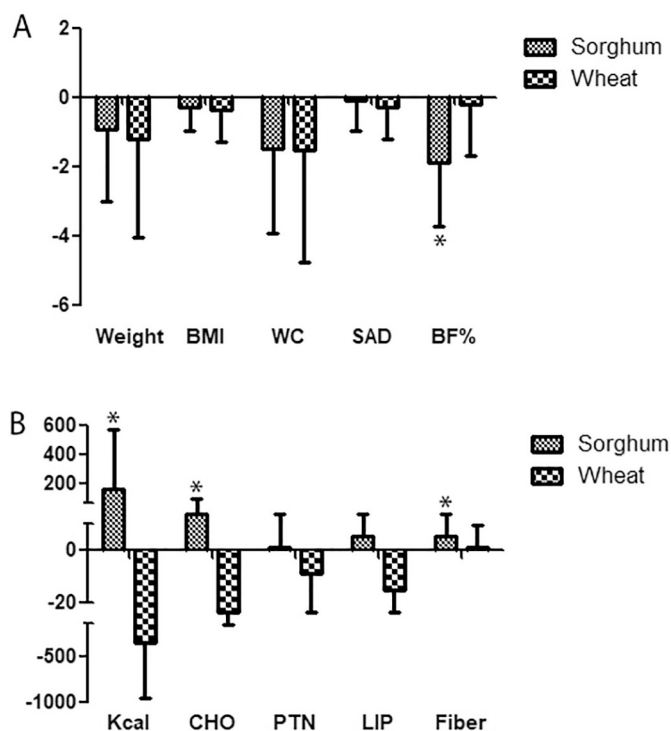 A
2
0
-2
-4
-6
Sorghum
Wheat
Weight BMI WC SAD BF%
*
B
600
400
200
0
-20
-500
-1000
* * *
Sorghum
Wheat
Kcal CHO PTN LIP Fiber